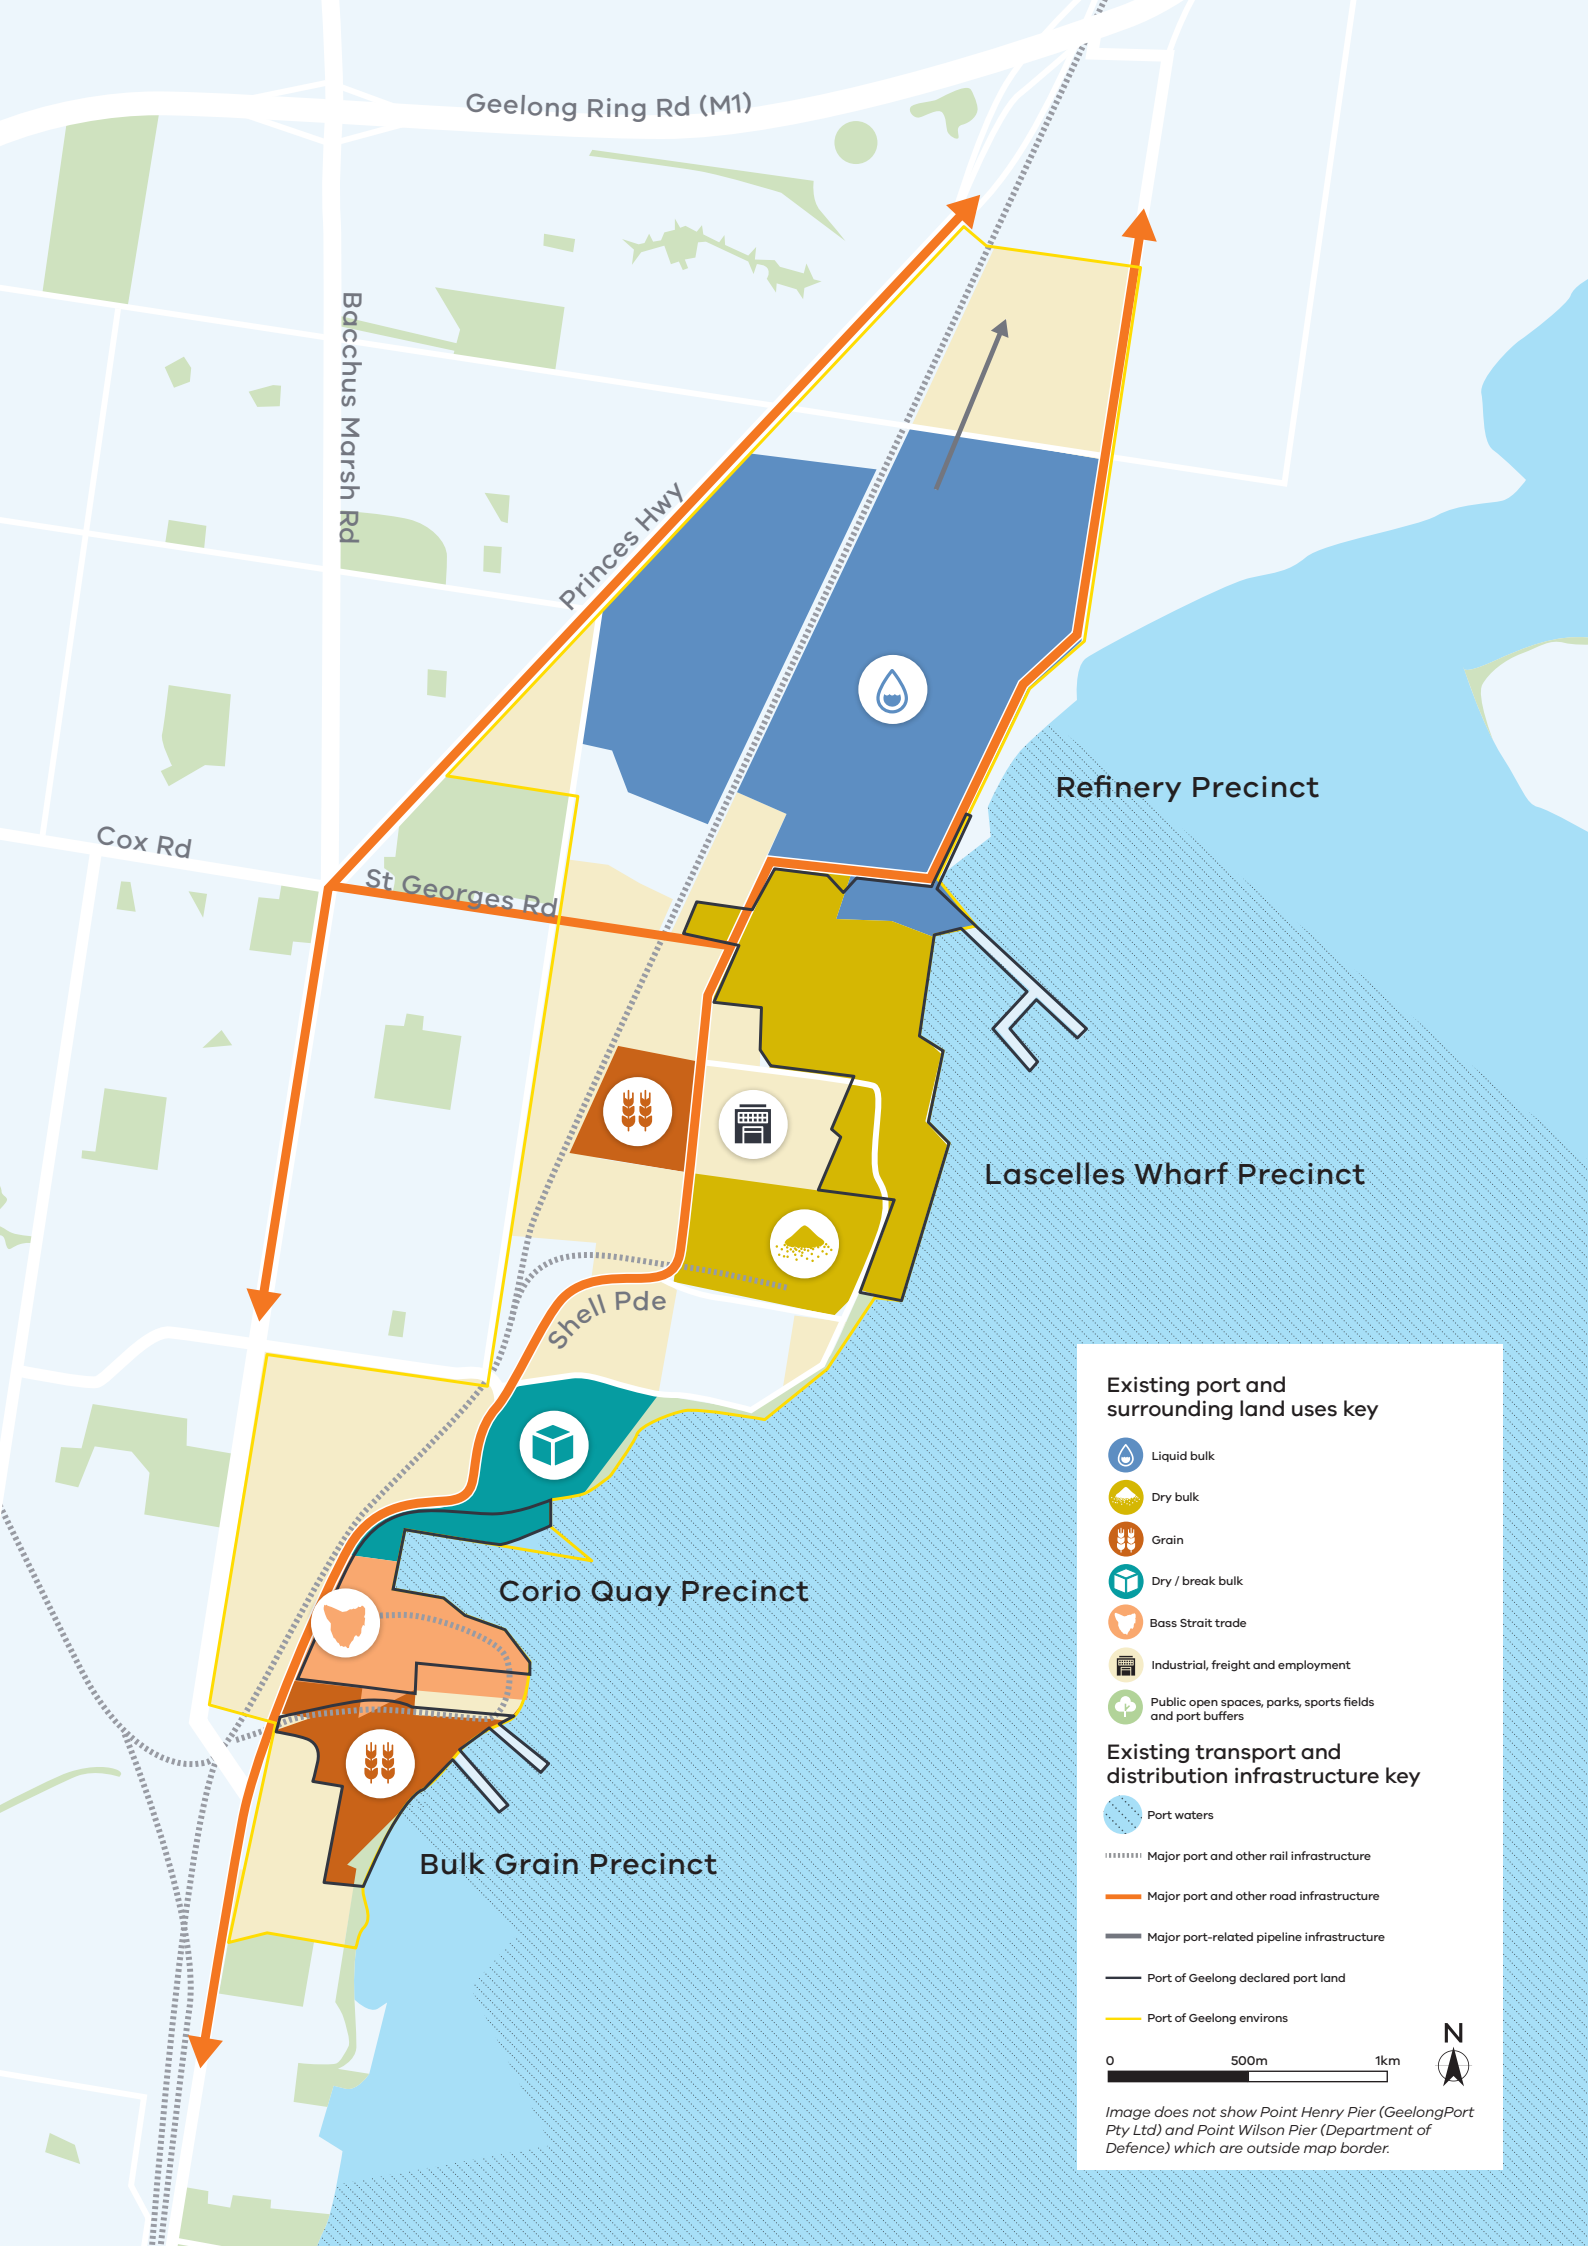 Geelong Ring Rd (M1)
Bacchus Marsh Rd
Princes Hwy
Refinery Precinct
Cox Rd
St Georges Rd
Lascelles Wharf Precinct
Shell Pde
Corio Quay Precinct
Bulk Grain Precinct
Existing port and
surrounding land uses key
Liquid bulk
Dry bulk
Grain
Dry / break bulk
Bass Strait trade
Industrial, freight and employment
Public open spaces, parks, sports fields
and port buffers
Existing transport and
distribution infrastructure key
Port waters
Major port and other rail infrastructure
Major port and other road infrastructure
Major port-related pipeline infrastructure
Port of Geelong declared port land
Port of Geelong environs
N
0 500m 1km
Image does not show Point Henry Pier (GeelongPort
Pty Ltd) and Point Wilson Pier (Department of
Defence) which are outside map border.